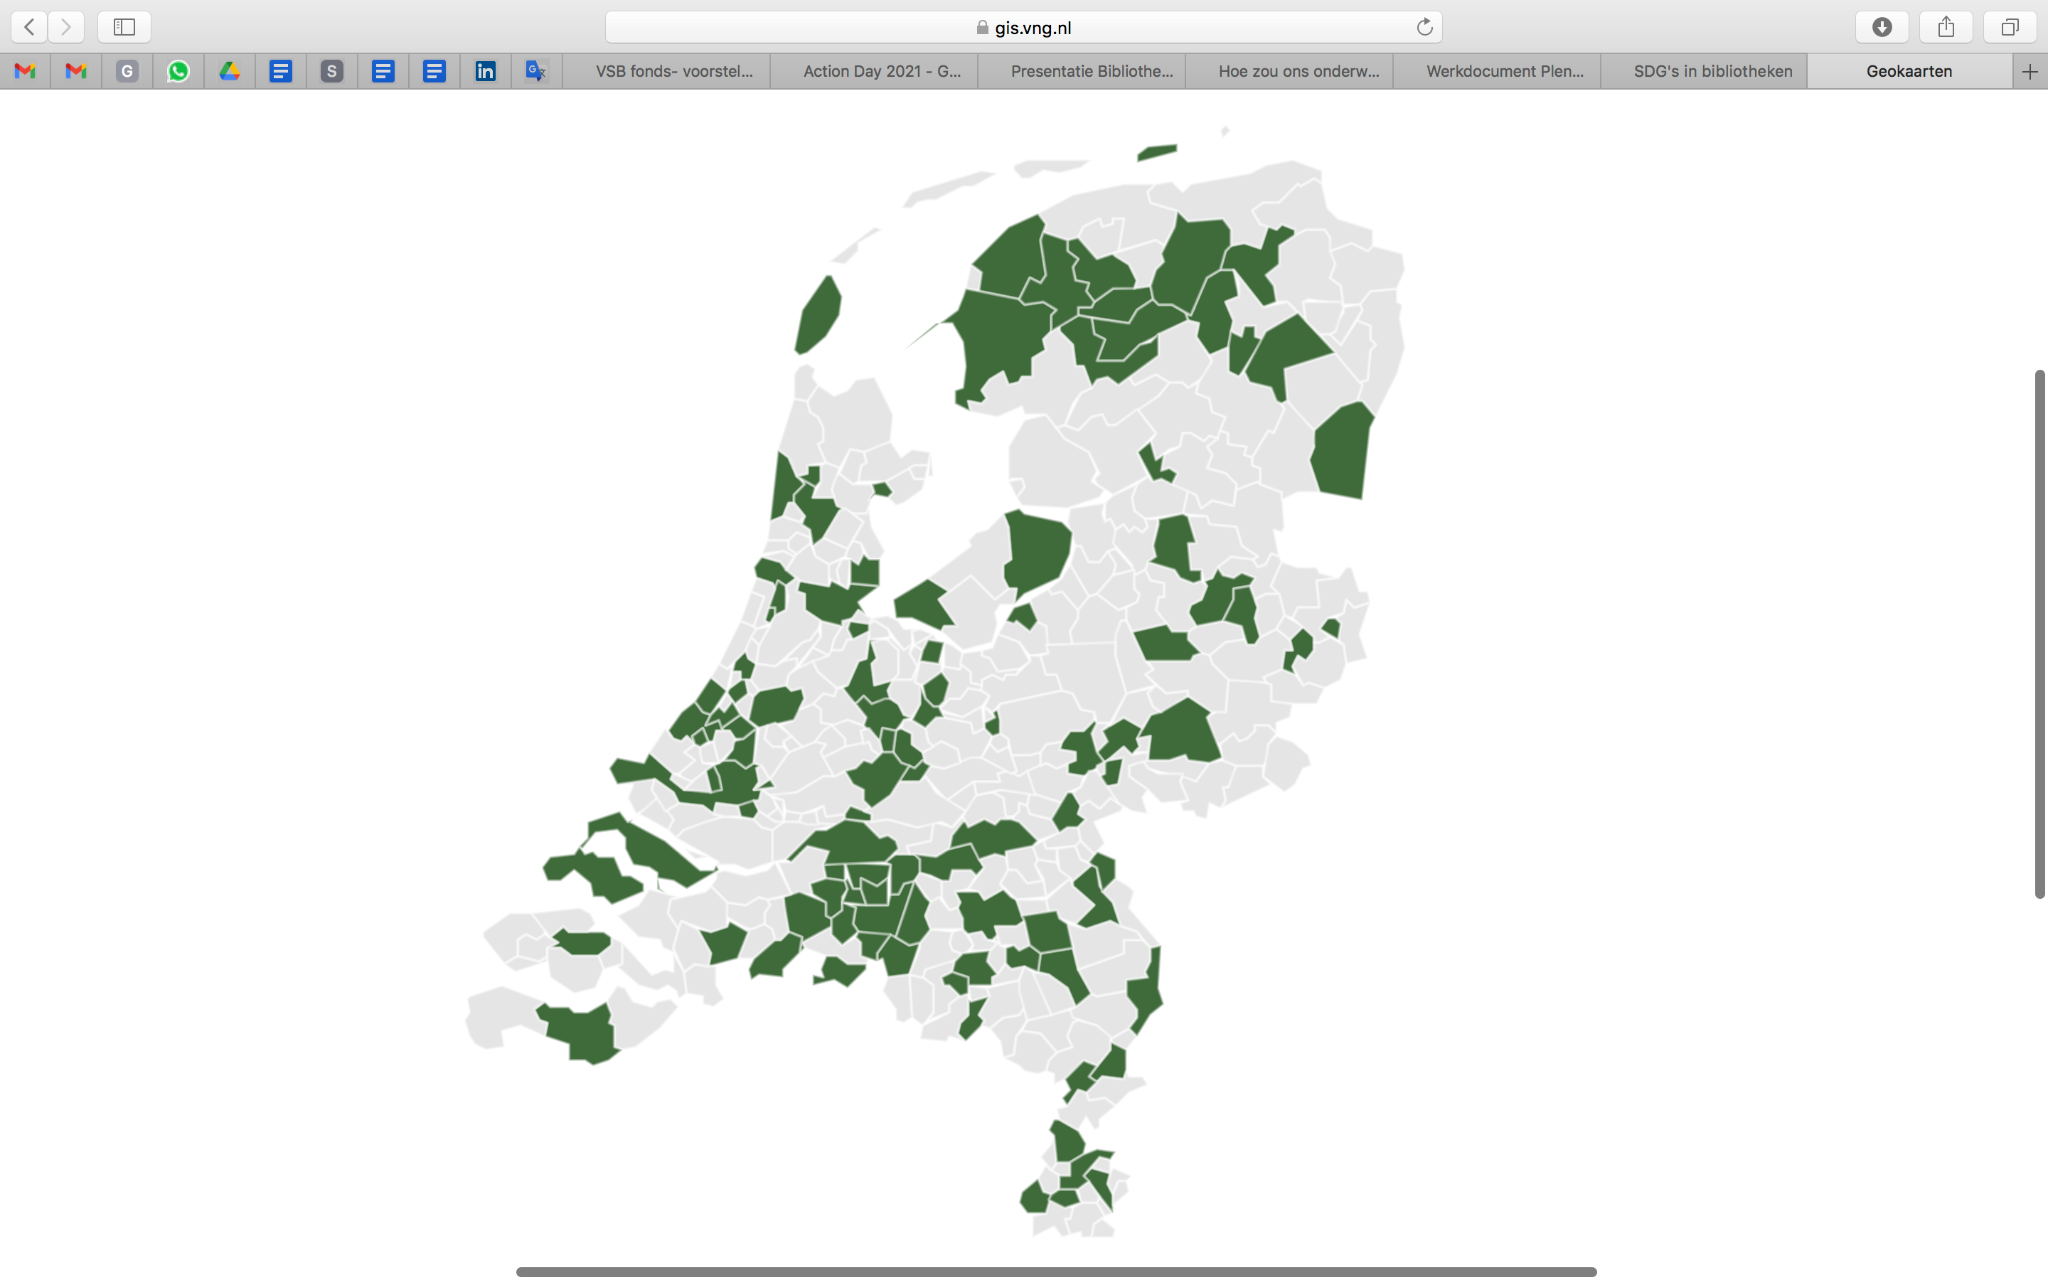 gis.vng.nl
G
S
in
G
VSB fonds- voorstel...
Action Day 2021 - G...
Presentatie Bibliothe...
Hoe zou ons onderw...
Werkdocument Plen...
SDG's in bibliotheken
Geokaarten